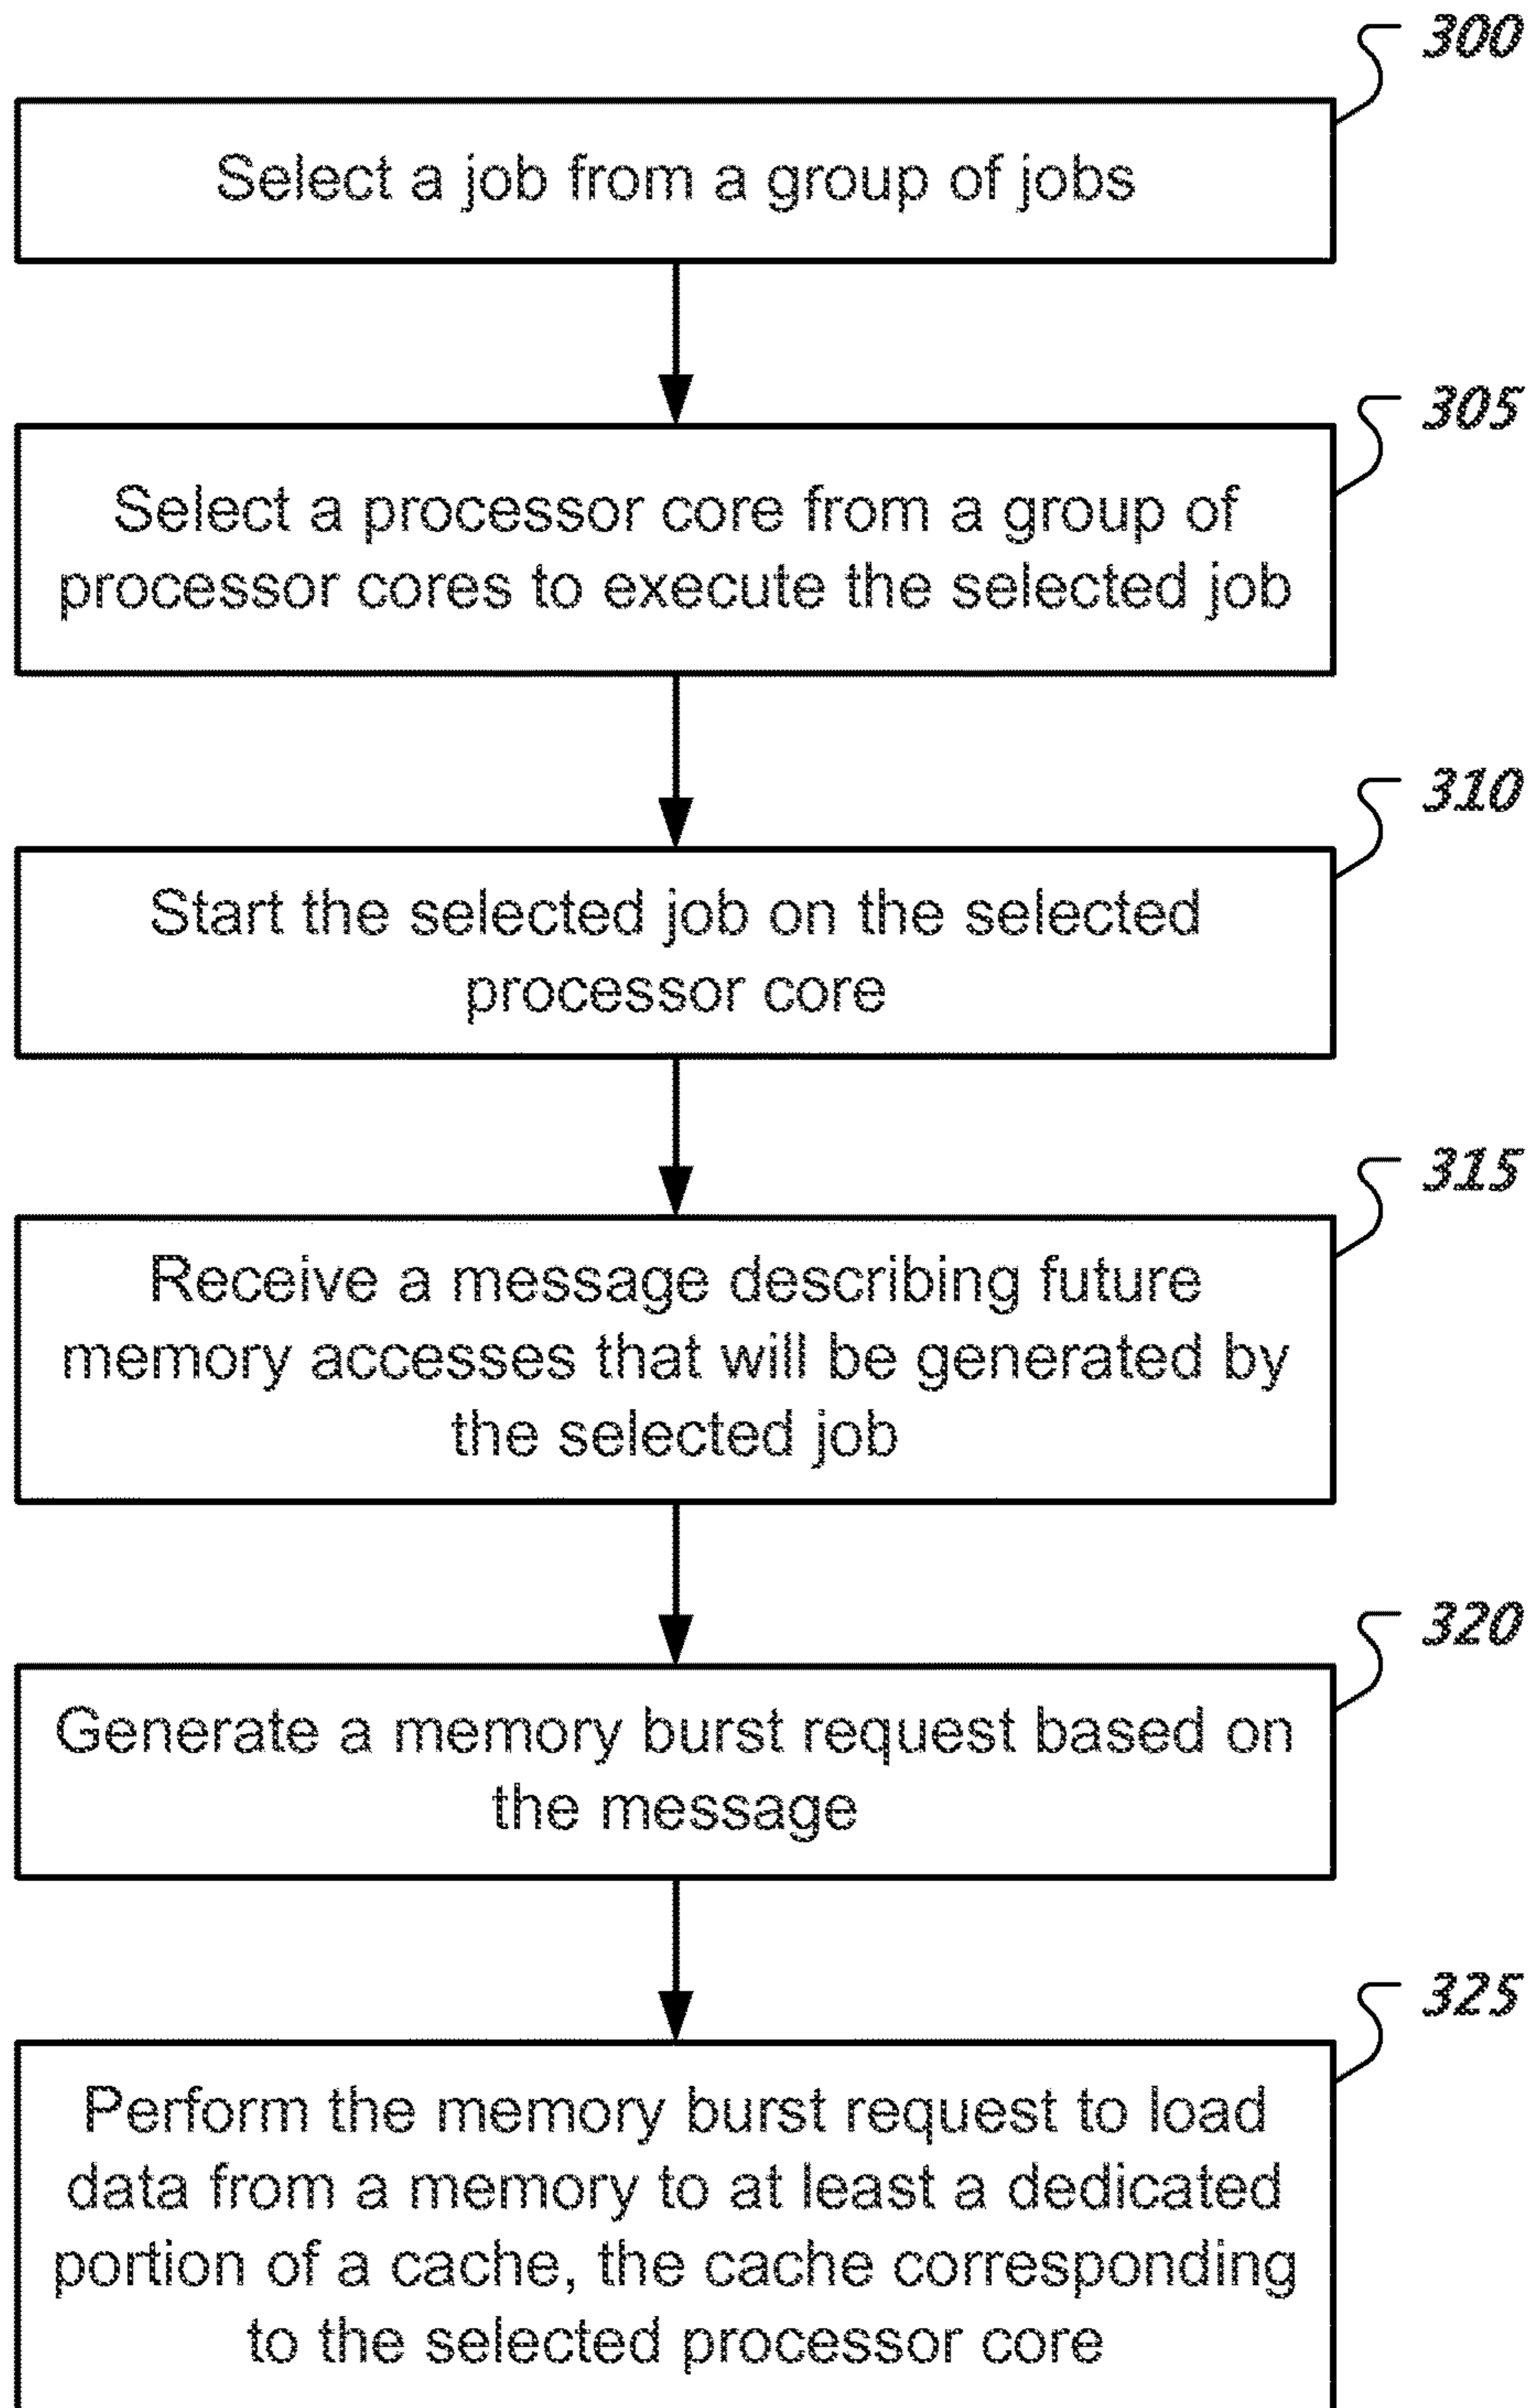 300
Select a job from a group of jobs
305
Select a processor core from a group of
processor cores to execute the selected job
310
Start the selected job on the selected
processor core
315
Receive a message describing future
memory accesses that will be generated by
the selected job
320
Generate a memory burst request based on
the message
325
Perform the memory burst request to load
data from a memory to at least a dedicated
portion of a cache, the cache corresponding
to the selected processor core